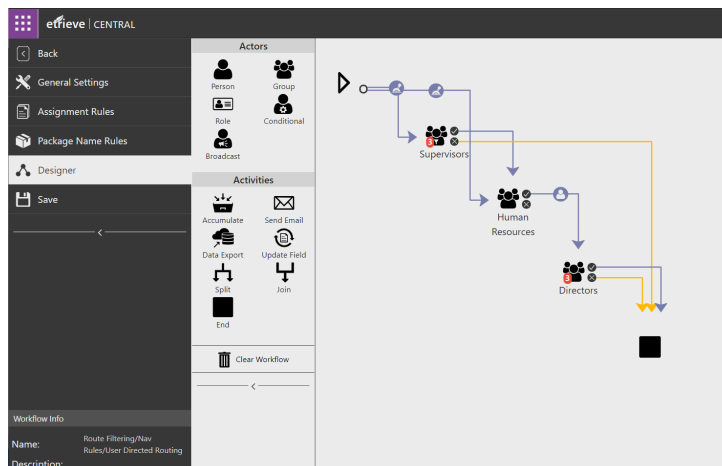 etrieve | CENTRAL
Back
General Settings
Assignment Rules
Package Name Rules
Designer
Save
Workflow Info
Name:
Route Filtering/Nav
Rules/User Directed Routing
Description:
Actors
Person
Group
Role
Conditional
Broadcast
Activities
Accumulate
Send Email
Data Export
Update Field
Split
Join
End
Clear Workflow
3
Supervisors
Human
Resources
3
Directors